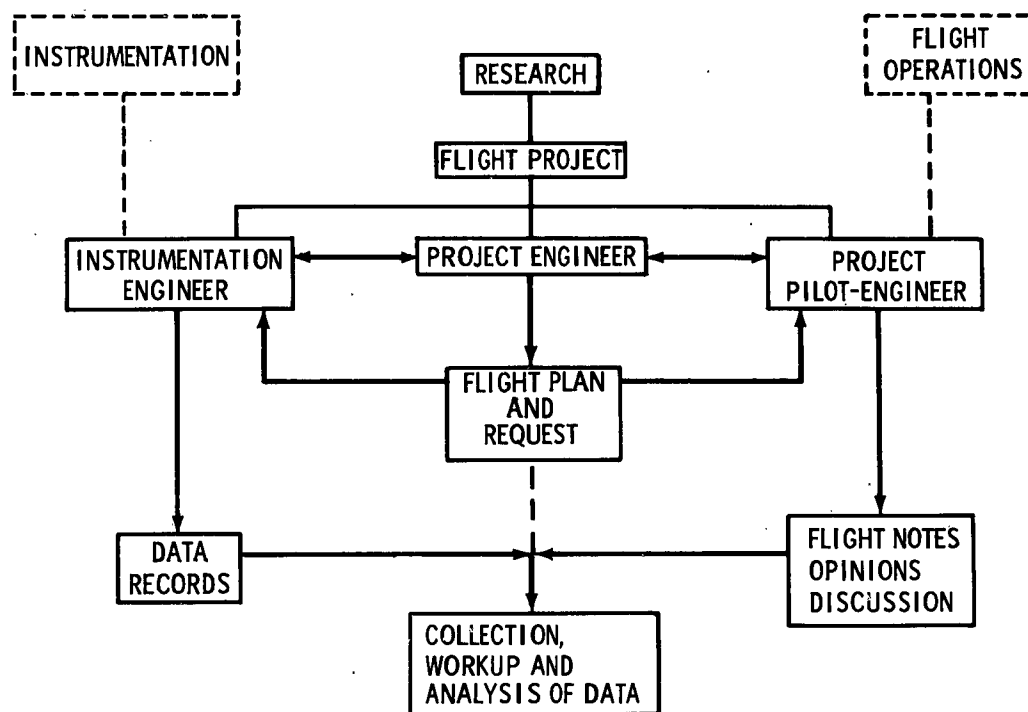 INSTRUMENTATION
FLIGHT
OPERATIONS
RESEARCH
FLIGHT PROJECT
INSTRUMENTATION
ENGINEER
PROJECT ENGINEER
PROJECT
PILOT-ENGINEER
FLIGHT PLAN
AND
REQUEST
DATA
RECORDS
FLIGHT NOTES
OPINIONS
DISCUSSION
COLLECTION,
WORKUP AND
ANALYSIS OF DATA